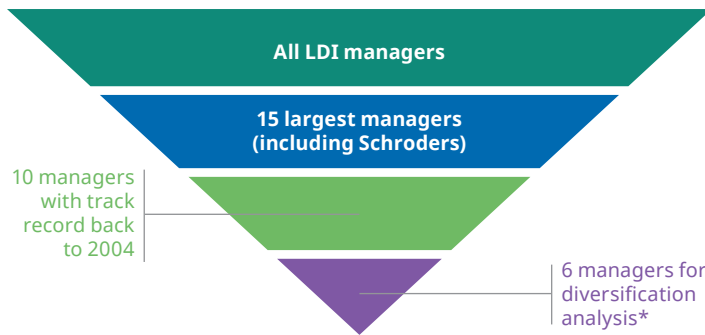 All LDI managers
15 largest managers
(including Schroders)
10 managers
with track
record back
to 2004
6 managers for
diversification
analysis*